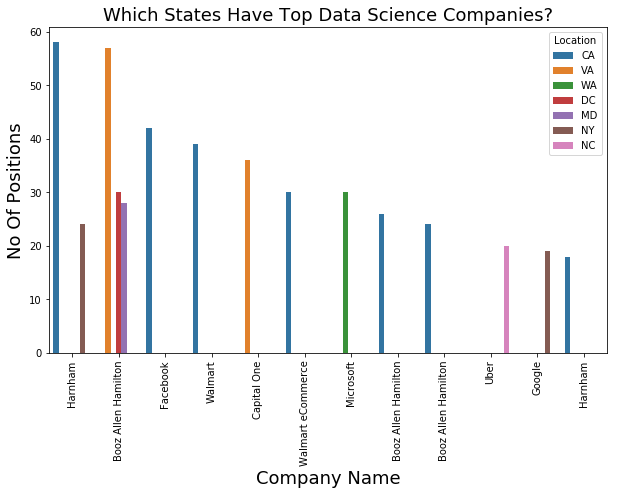 Which States Have Top Data Science Companies?
No Of Positions
60
50
40
30
20
10
0
Location
CA
VA
WA
DC
MD
NY
NC
Harnham
Booz Allen Hamilton
Facebook
Walmart
Capital One
Walmart eCommerce
Microsoft
Booz Allen Hamilton
Booz Allen Hamilton
Uber
Google
Harnham
Company Name